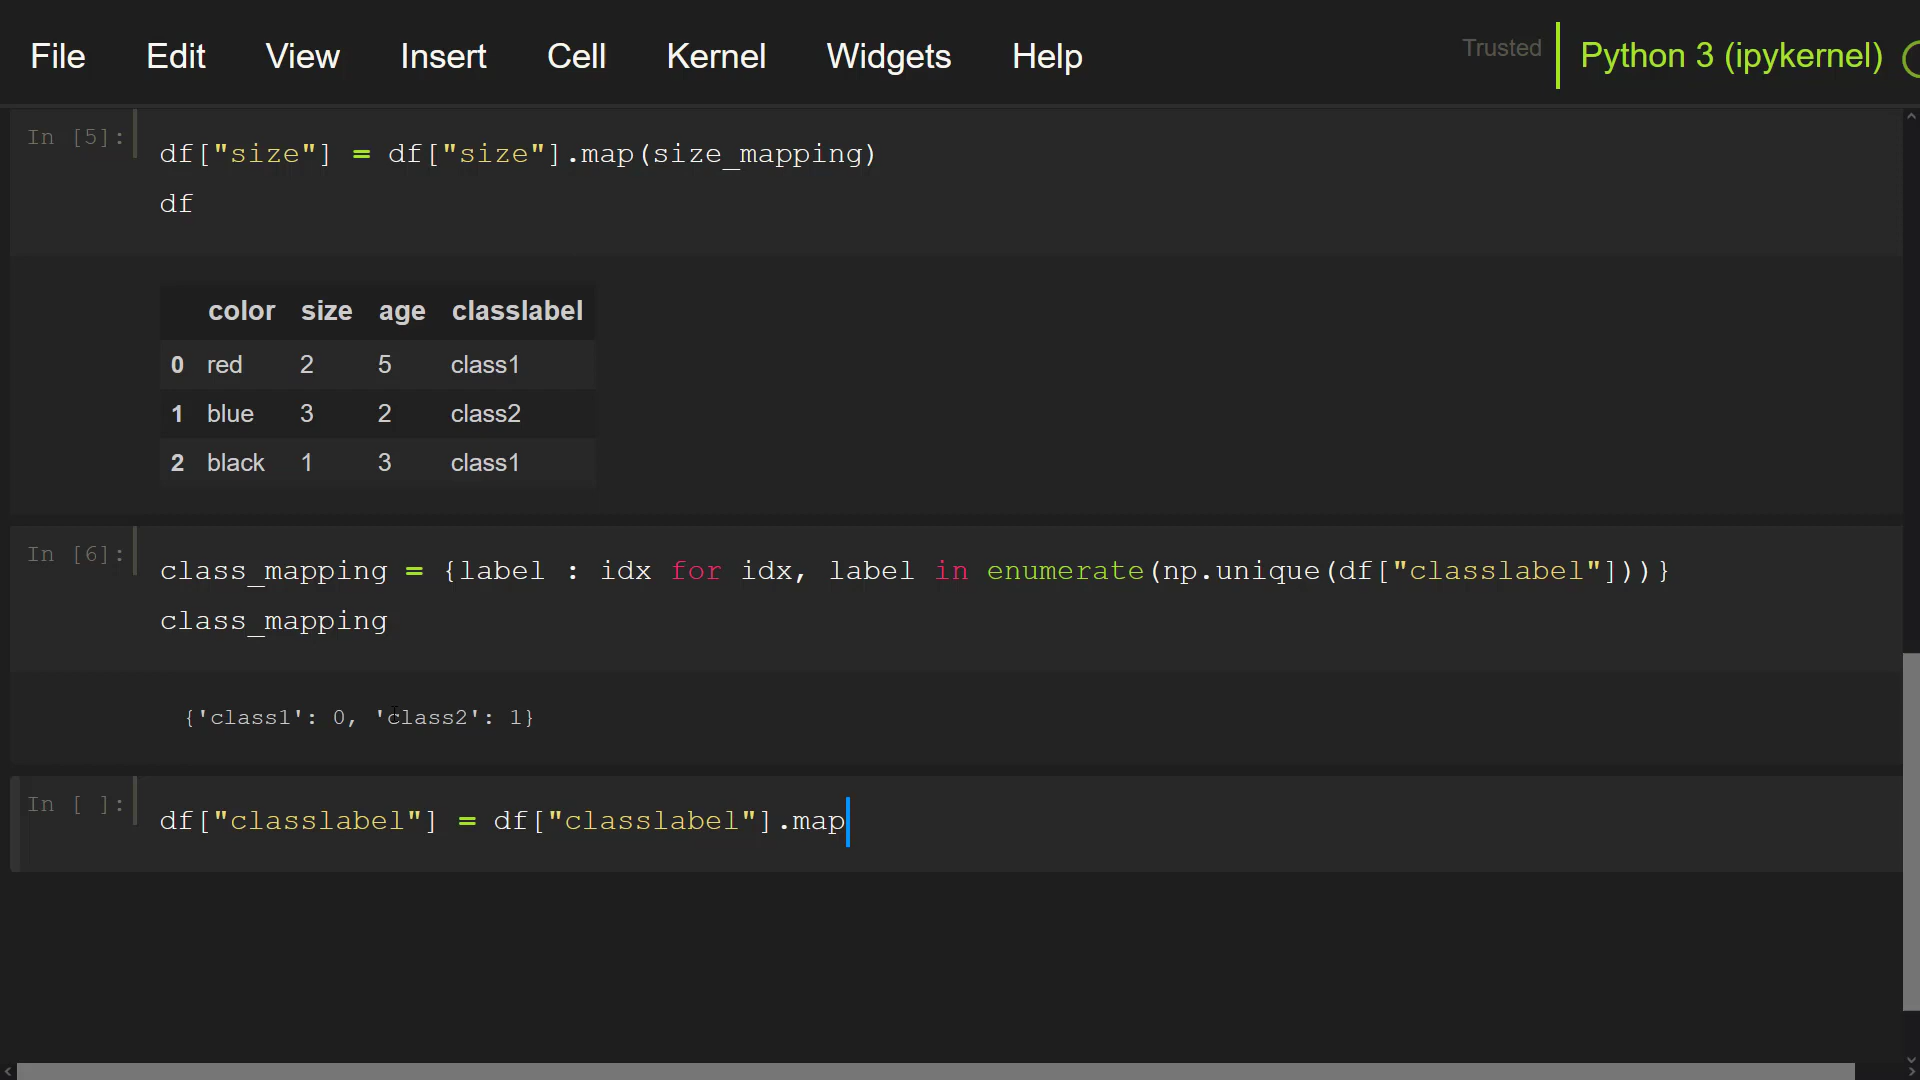 File Edit View Insert Cell Kernel Widgets Help Trusted Python 3 (ipykernel)
In [5]: df["size"] = df["size"].map(size_mapping)
df
color size age classlabel
0 red 2 5 class1
1 blue 3 2 class2
2 black 1 3 class1
In [6]: class_mapping = {label : idx for idx, label in enumerate(np.unique(df["classlabel"]))}
class_mapping
{'class1': 0, 'class2': 1}
In [ ]: df["classlabel"] = df["classlabel"].map